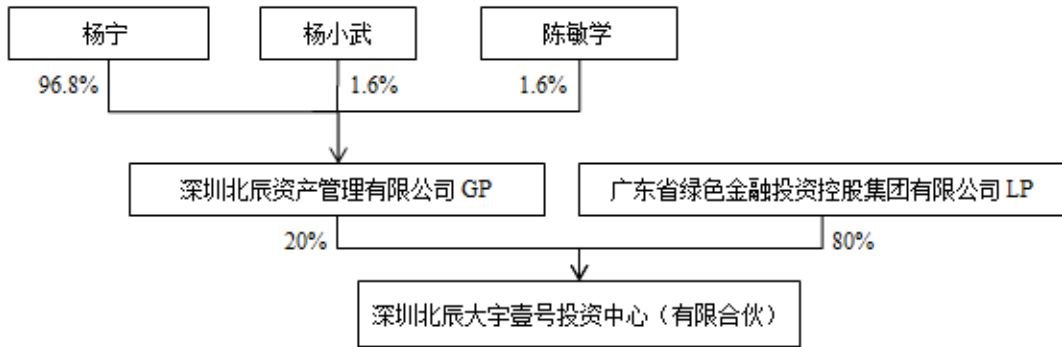 杨宁
杨小武
陈敏学
96.8%
1.6%
1.6%
深圳北辰资产管理有限公司 GP
广东省绿色金融投资控股集团有限公司 LP
20%
80%
深圳北辰大宇壹号投资中心（有限合伙）